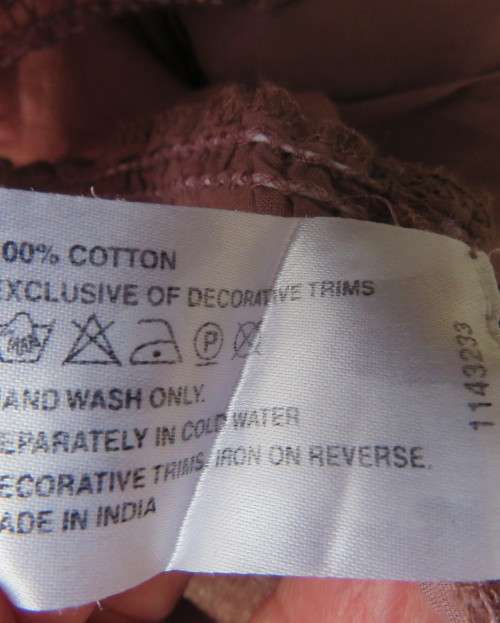 00% COTTON
EXCLUSIVE OF DECORATIVE TRIMS
P
HAND WASH ONLY.
EPARATELY IN COLD WATER
ECORATIVE TRIMS. IRON ON REVERSE.
ADE IN INDIA
1143233